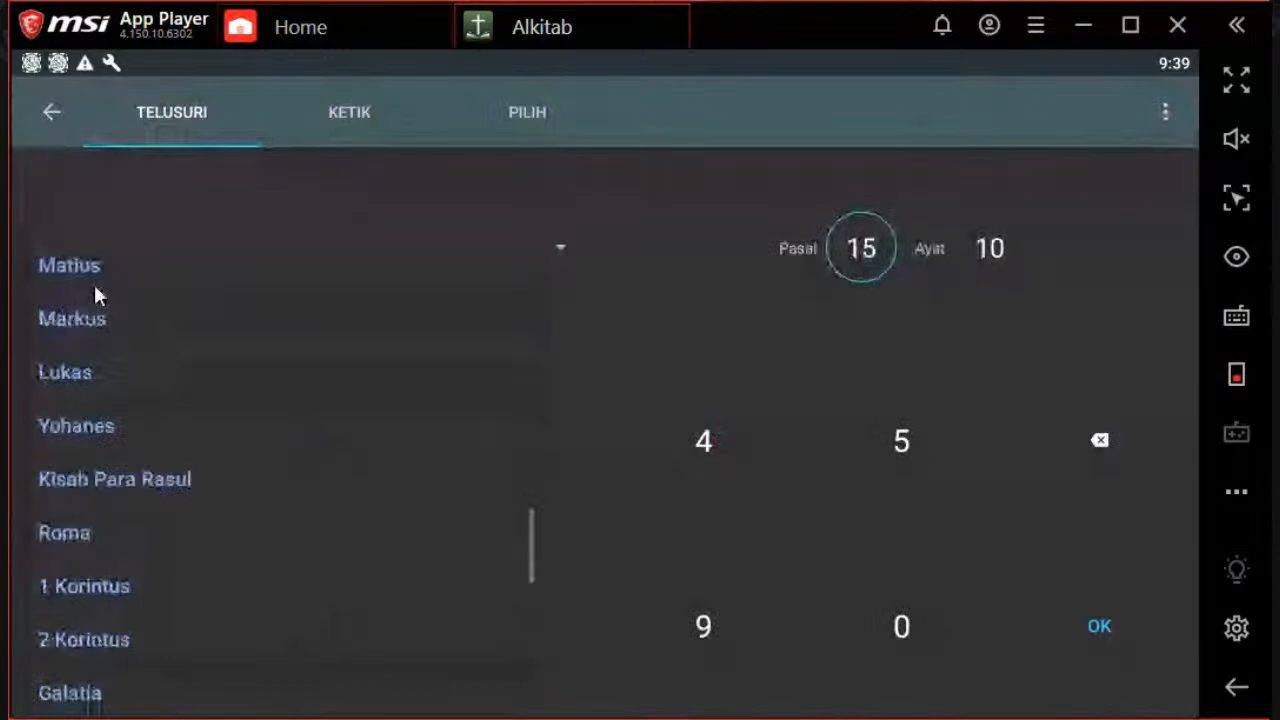 msi App Player
4.150.10.6302
Home
Alkitab
9:39
TELUSURI
KETIK
PILIH
Pasal 15 Ayat 10
Matius
Markus
Lukas
Yohanes
Kisah Para Rasul
Roma
1 Korintus
2 Korintus
Galatia
4 5
9 0 OK